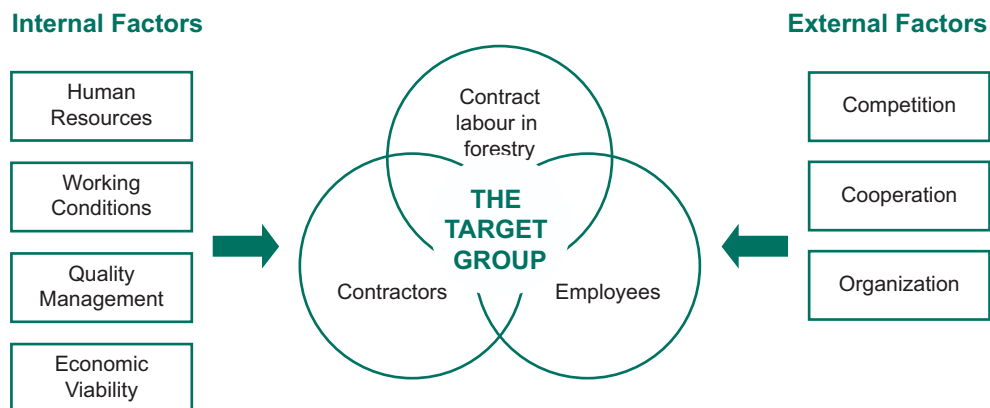 Internal Factors
External Factors
Human
Resources
Working
Conditions
Quality
Management
Economic
Viability
Contract
labour in
forestry
THE
TARGET
GROUP
Contractors
Employees
Competition
Cooperation
Organization